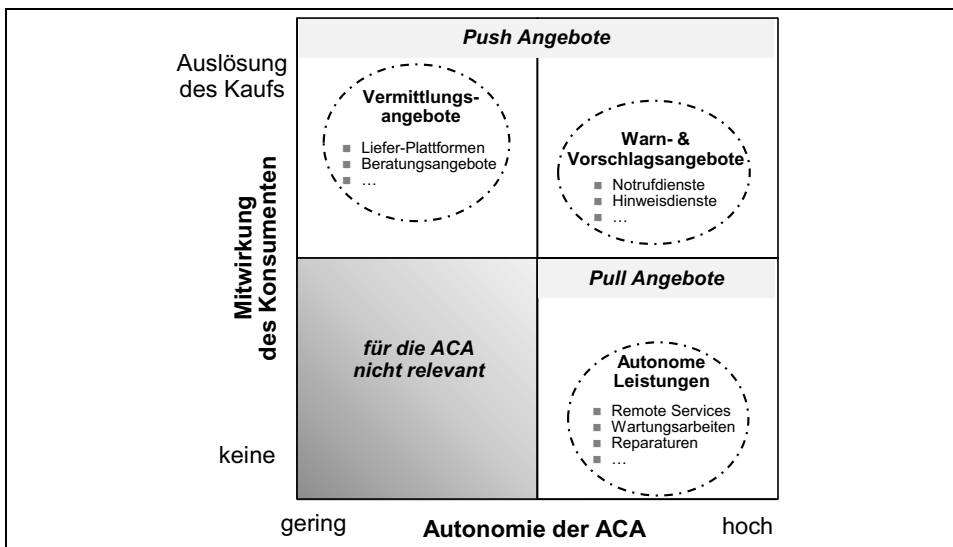 Push Angebote
Auslösung
des Kaufs
Vermittlungs-
angebote
■ Liefer-Plattformen
■ Beratungsangebote
■ …
Warn- &
Vorschlagsangebote
■ Notrufdienste
■ Hinweisdienste
■ …
Mitwirkung
des Konsumenten
Pull Angebote
für die ACA
nicht relevant
Autonome
Leistungen
■ Remote Services
■ Wartungsarbeiten
■ Reparaturen
■ …
keine
gering
Autonomie der ACA
hoch